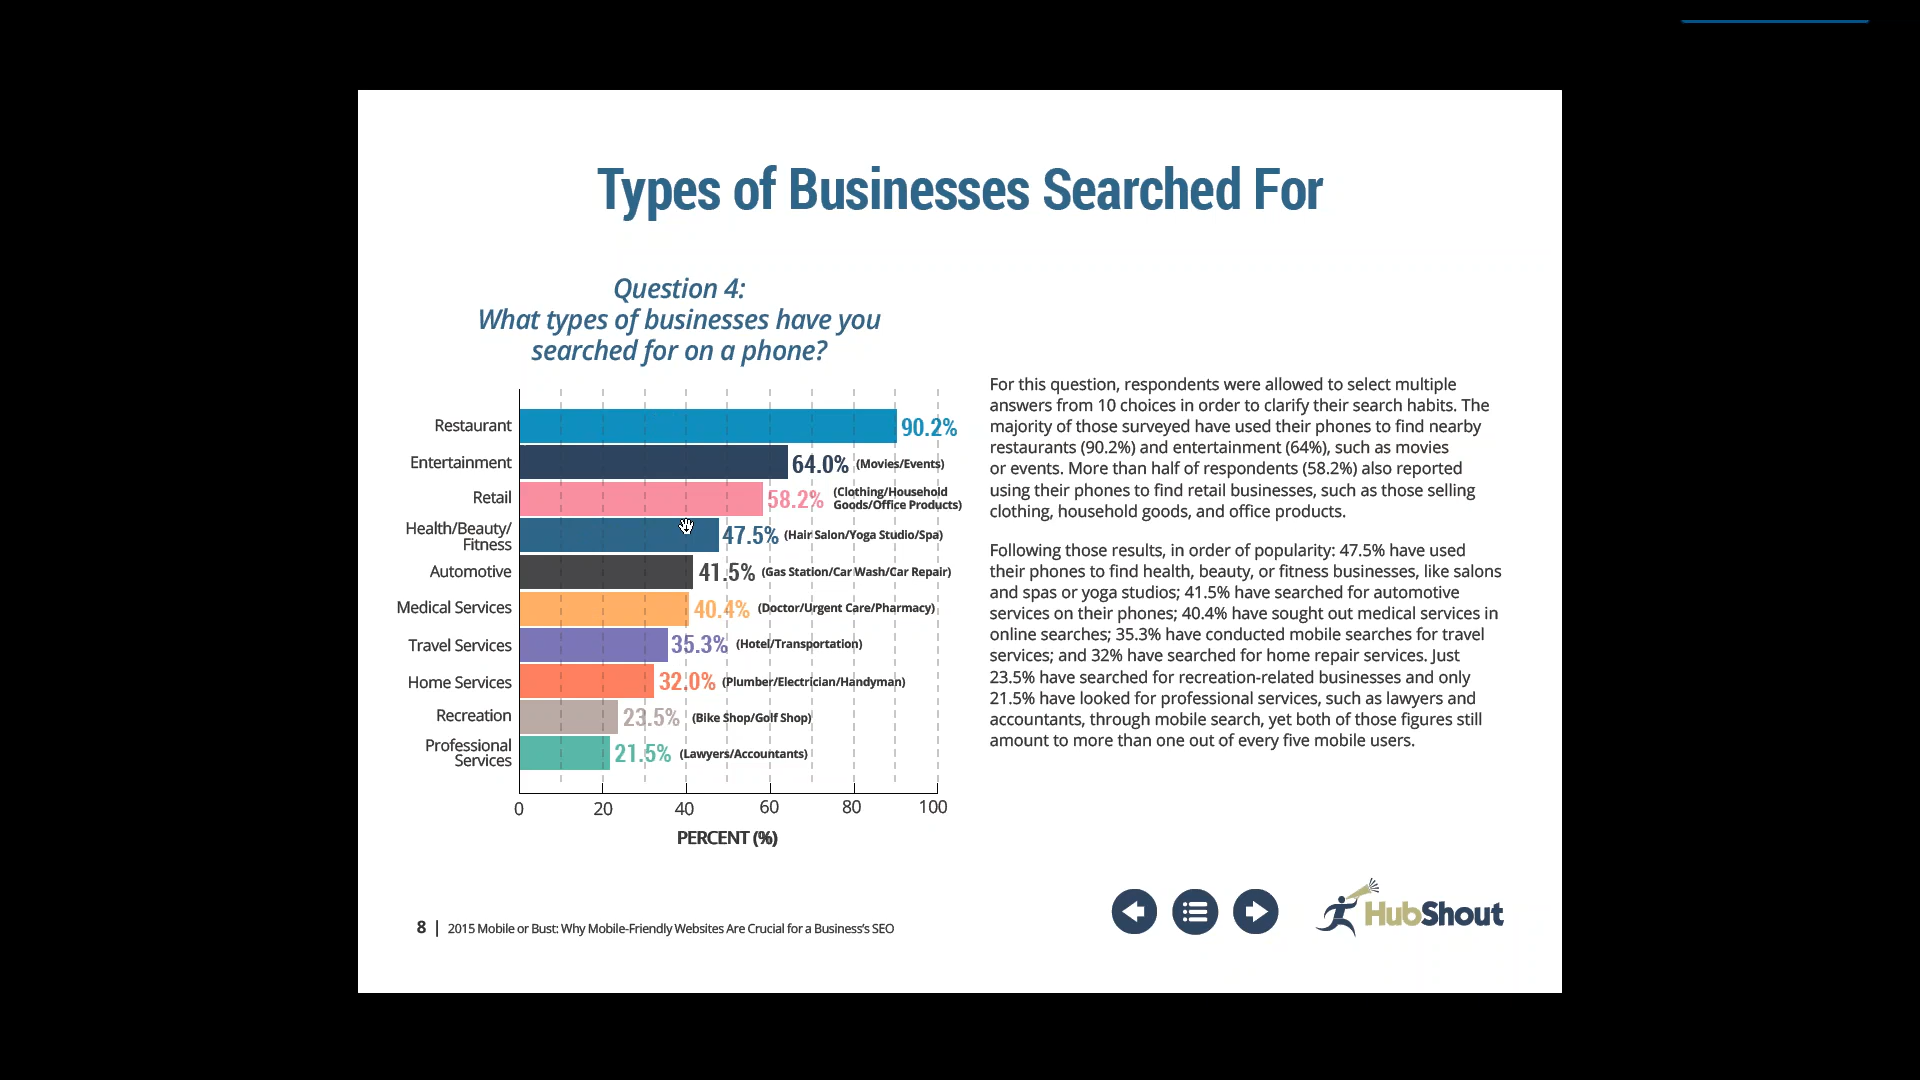 Types of Businesses Searched For
Question 4:
What types of businesses have you
searched for on a phone?
Restaurant
90.2%
Entertainment
64.0% (Movies/Events)
Retail
58.2% (Clothing/Household
Goods/Office Products)
Health/Beauty/
Fitness
47.5% (Hair Salon/Yoga Studio/Spa)
Automotive
41.5% (Gas Station/Car Wash/Car Repair)
Medical Services
40.4% (Doctor/Urgent Care/Pharmacy)
Travel Services
35.3% (Hotel/Transportation)
Home Services
32.0% (Plumber/Electrician/Handyman)
Recreation
23.5% (Bike Shop/Golf Shop)
Professional
Services
21.5% (Lawyers/Accountants)
0 20 40 60 80 100
PERCENT (%)
For this question, respondents were allowed to select multiple
answers from 10 choices in order to clarify their search habits. The
majority of those surveyed have used their phones to find nearby
restaurants (90.2%) and entertainment (64%), such as movies
or events. More than half of respondents (58.2%) also reported
using their phones to find retail businesses, such as those selling
clothing, household goods, and office products.
Following those results, in order of popularity: 47.5% have used
their phones to find health, beauty, or fitness businesses, like salons
and spas or yoga studios; 41.5% have searched for automotive
services on their phones; 40.4% have sought out medical services in
online searches; 35.3% have conducted mobile searches for travel
services; and 32% have searched for home repair services. Just
23.5% have searched for recreation-related businesses and only
21.5% have looked for professional services, such as lawyers and
accountants, through mobile search, yet both of those figures still
amount to more than one out of every five mobile users.
8 | 2015 Mobile or Bust: Why Mobile-Friendly Websites Are Crucial for a Business's SEO
HubShout